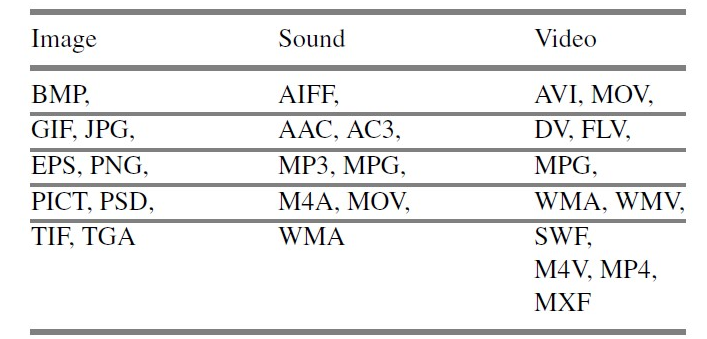 Image Sound Video
BMP, AIFF, AVI, MOV,
GIF, JPG, AAC, AC3, DV, FLV,
EPS, PNG, MP3, MPG, MPG,
PICT, PSD, M4A, MOV, WMA, WMV,
TIF, TGA WMA SWF,
M4V, MP4,
MXF